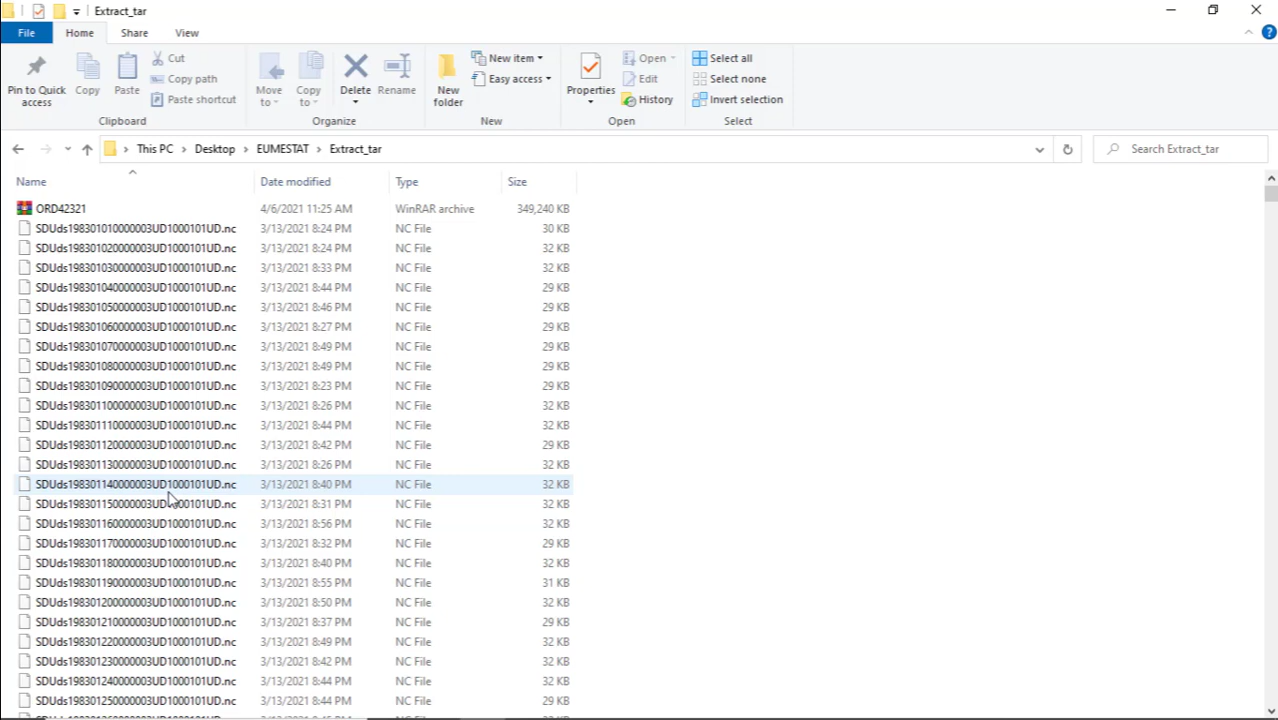 Extract_tar
File Home Share View
Pin to Quick access
Copy
Paste
Cut
Copy path
Paste shortcut
Clipboard
Move to
Copy to
Delete
Rename
Organize
New folder
New item
Easy access
New
Properties
Open
Edit
History
Open
Select all
Select none
Invert selection
Select
This PC > Desktop > EUMESTAT > Extract_tar
Search Extract_tar
Name Date modified Type Size
ORD42321 4/6/2021 11:25 AM WinRAR archive 349,240 KB
SDUds198301010000003UD1000101UD.nc 3/13/2021 8:24 PM NC File 30 KB
SDUds198301020000003UD1000101UD.nc 3/13/2021 8:24 PM NC File 32 KB
SDUds198301030000003UD1000101UD.nc 3/13/2021 8:33 PM NC File 32 KB
SDUds198301040000003UD1000101UD.nc 3/13/2021 8:44 PM NC File 29 KB
SDUds198301050000003UD1000101UD.nc 3/13/2021 8:46 PM NC File 29 KB
SDUds198301060000003UD1000101UD.nc 3/13/2021 8:27 PM NC File 29 KB
SDUds198301070000003UD1000101UD.nc 3/13/2021 8:49 PM NC File 29 KB
SDUds198301080000003UD1000101UD.nc 3/13/2021 8:49 PM NC File 29 KB
SDUds198301090000003UD1000101UD.nc 3/13/2021 8:23 PM NC File 29 KB
SDUds198301100000003UD1000101UD.nc 3/13/2021 8:26 PM NC File 32 KB
SDUds198301110000003UD1000101UD.nc 3/13/2021 8:44 PM NC File 32 KB
SDUds198301120000003UD1000101UD.nc 3/13/2021 8:42 PM NC File 29 KB
SDUds198301130000003UD1000101UD.nc 3/13/2021 8:26 PM NC File 32 KB
SDUds198301140000003UD1000101UD.nc 3/13/2021 8:40 PM NC File 32 KB
SDUds198301150000003UD1000101UD.nc 3/13/2021 8:31 PM NC File 32 KB
SDUds198301160000003UD1000101UD.nc 3/13/2021 8:56 PM NC File 32 KB
SDUds198301170000003UD1000101UD.nc 3/13/2021 8:32 PM NC File 29 KB
SDUds198301180000003UD1000101UD.nc 3/13/2021 8:40 PM NC File 32 KB
SDUds198301190000003UD1000101UD.nc 3/13/2021 8:55 PM NC File 31 KB
SDUds198301200000003UD1000101UD.nc 3/13/2021 8:50 PM NC File 32 KB
SDUds198301210000003UD1000101UD.nc 3/13/2021 8:37 PM NC File 29 KB
SDUds198301220000003UD1000101UD.nc 3/13/2021 8:49 PM NC File 32 KB
SDUds198301230000003UD1000101UD.nc 3/13/2021 8:42 PM NC File 32 KB
SDUds198301240000003UD1000101UD.nc 3/13/2021 8:44 PM NC File 32 KB
SDUds198301250000003UD1000101UD.nc 3/13/2021 8:44 PM NC File 29 KB